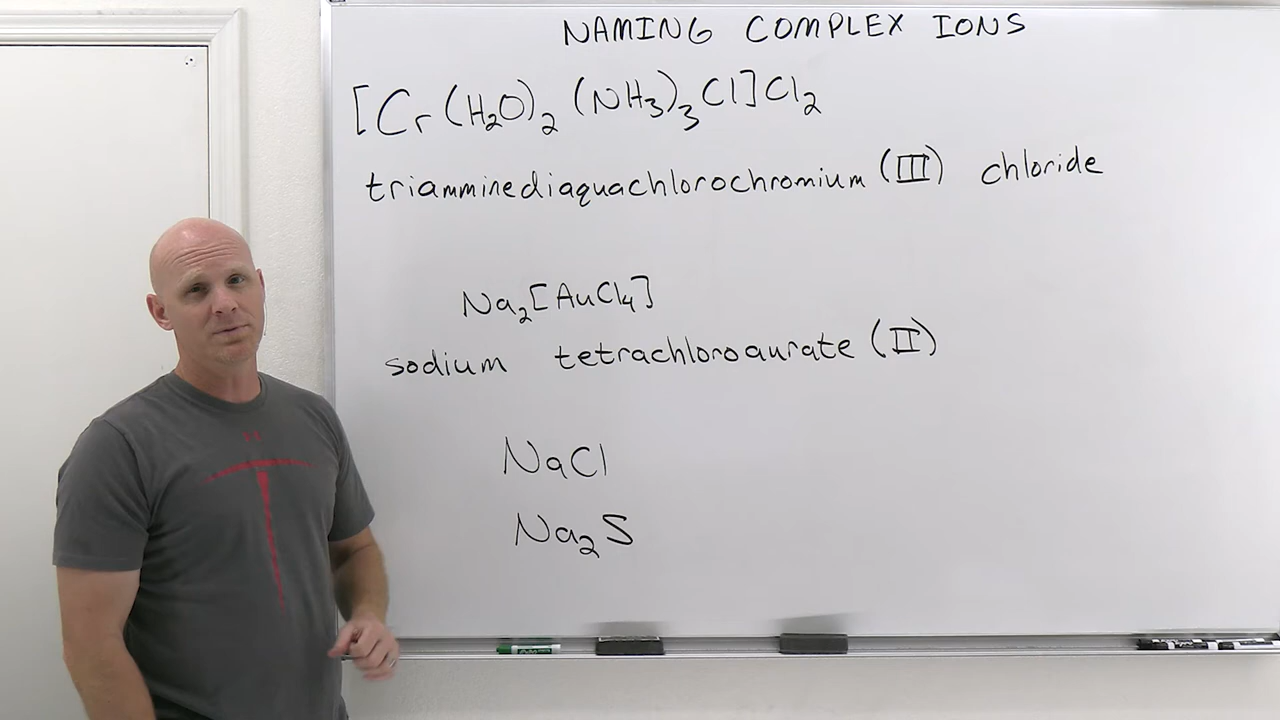 NAMING COMPLEX IONS
[Cr(H₂O)₂(NH₃)₃Cl]Cl₂
triamminediaquachlorochromium(III) chloride
Na₂[AuCl₄]
sodium tetrachloroaurate(II)
NaCl
Na₂S